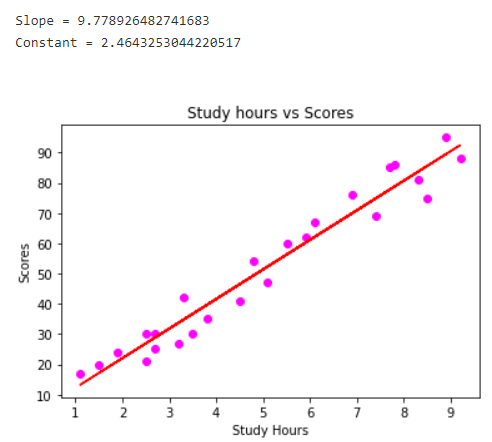 Slope = 9.778926482741683
Constant = 2.4643253044220517
Study hours vs Scores
90
80
70
60
50
40
30
20
10
Scores
1 2 3 4 5 6 7 8 9
Study Hours